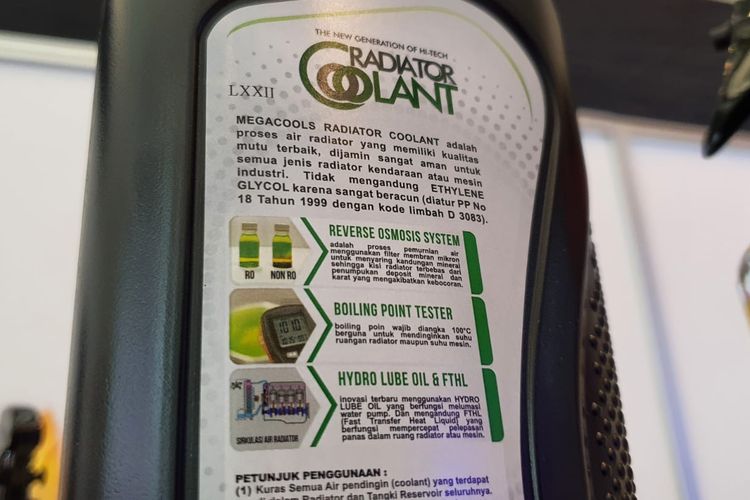 THE NEW GENERATION OF HI-TECH
RADIATOR
COOLANT
LXXII
MEGACOOLS RADIATOR COOLANT adalah
proses air radiator yang memiliki kualitas
mutu terbaik, dijamin sangat aman untuk
semua jenis radiator kendaraan atau mesin
industri. Tidak mengandung ETHYLENE
GLYCOL karena sangat beracun (diatur PP No
18 Tahun 1999 dengan kode limbah D 3083).
REVERSE OSMOSIS SYSTEM
adalah proses pemurnian air
menggunakan filter membran mikron
untuk menyaring kandungan mineral
sehingga kisi radiator terbebas dari
penumpukan deposit mineral dan
karat yang mengakibatkan kebocoran.
RO
NON RO
BOILING POINT TESTER
boiling poin wajib diangka 100°C
berguna untuk mendinginkan suhu
ruangan radiator maupun suhu mesin.
HYDRO LUBE OIL & FTHL
inovasi terbaru menggunakan HYDRO
LUBE OIL yang berfungsi melumasi
water pump. Dan mengandung FTHL
(Fast Transfer Heat Liquid) yang
berfungsi mempercepat pelepasan
panas dalam ruang radiator atau mesin.
SIRKULASI AIR RADIATOR
PETUNJUK PENGGUNAAN :
(1) Kuras Semua Air pendingin (coolant) yang terdapat
di dalam Radiator dan Tangki Reservoir seluruhnya.